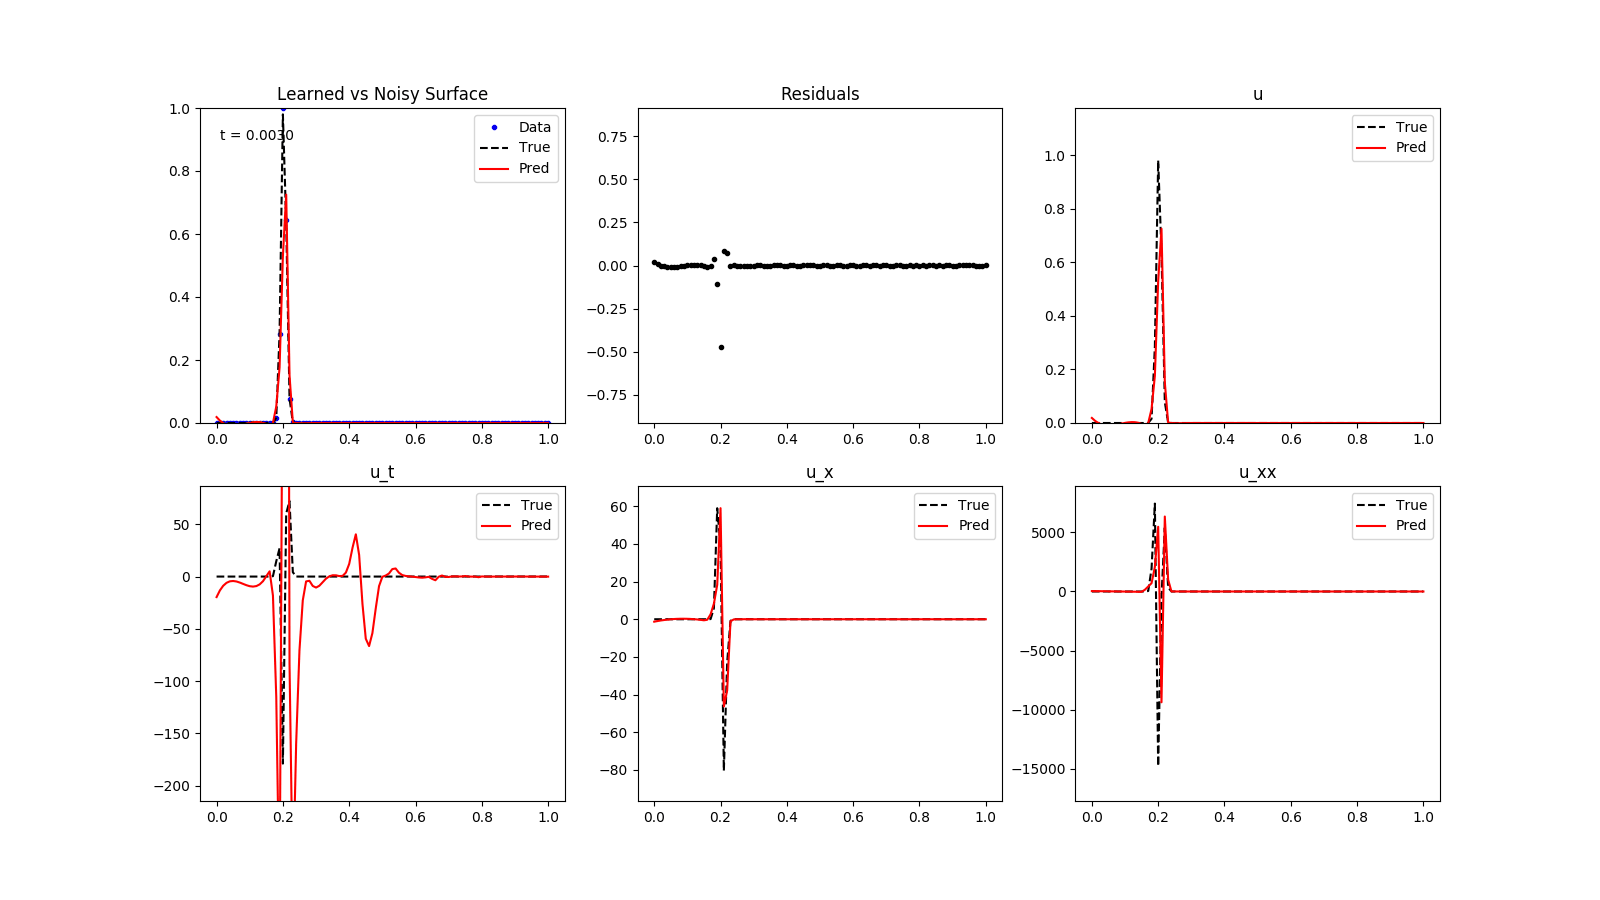 Learned vs Noisy Surface
1.0
0.8
0.6
0.4
0.2
0.0
t = 0.0030
Data
True
Pred
0.0 0.2 0.4 0.6 0.8 1.0
Residuals
0.75
0.50
0.25
0.00
−0.25
−0.50
−0.75
0.0 0.2 0.4 0.6 0.8 1.0
u
1.0
0.8
0.6
0.4
0.2
0.0
True
Pred
0.0 0.2 0.4 0.6 0.8 1.0
u_t
50
0
−50
−100
−150
−200
True
Pred
0.0 0.2 0.4 0.6 0.8 1.0
u_x
60
40
20
0
−20
−40
−60
−80
True
Pred
0.0 0.2 0.4 0.6 0.8 1.0
u_xx
5000
0
−5000
−10000
−15000
True
Pred
0.0 0.2 0.4 0.6 0.8 1.0